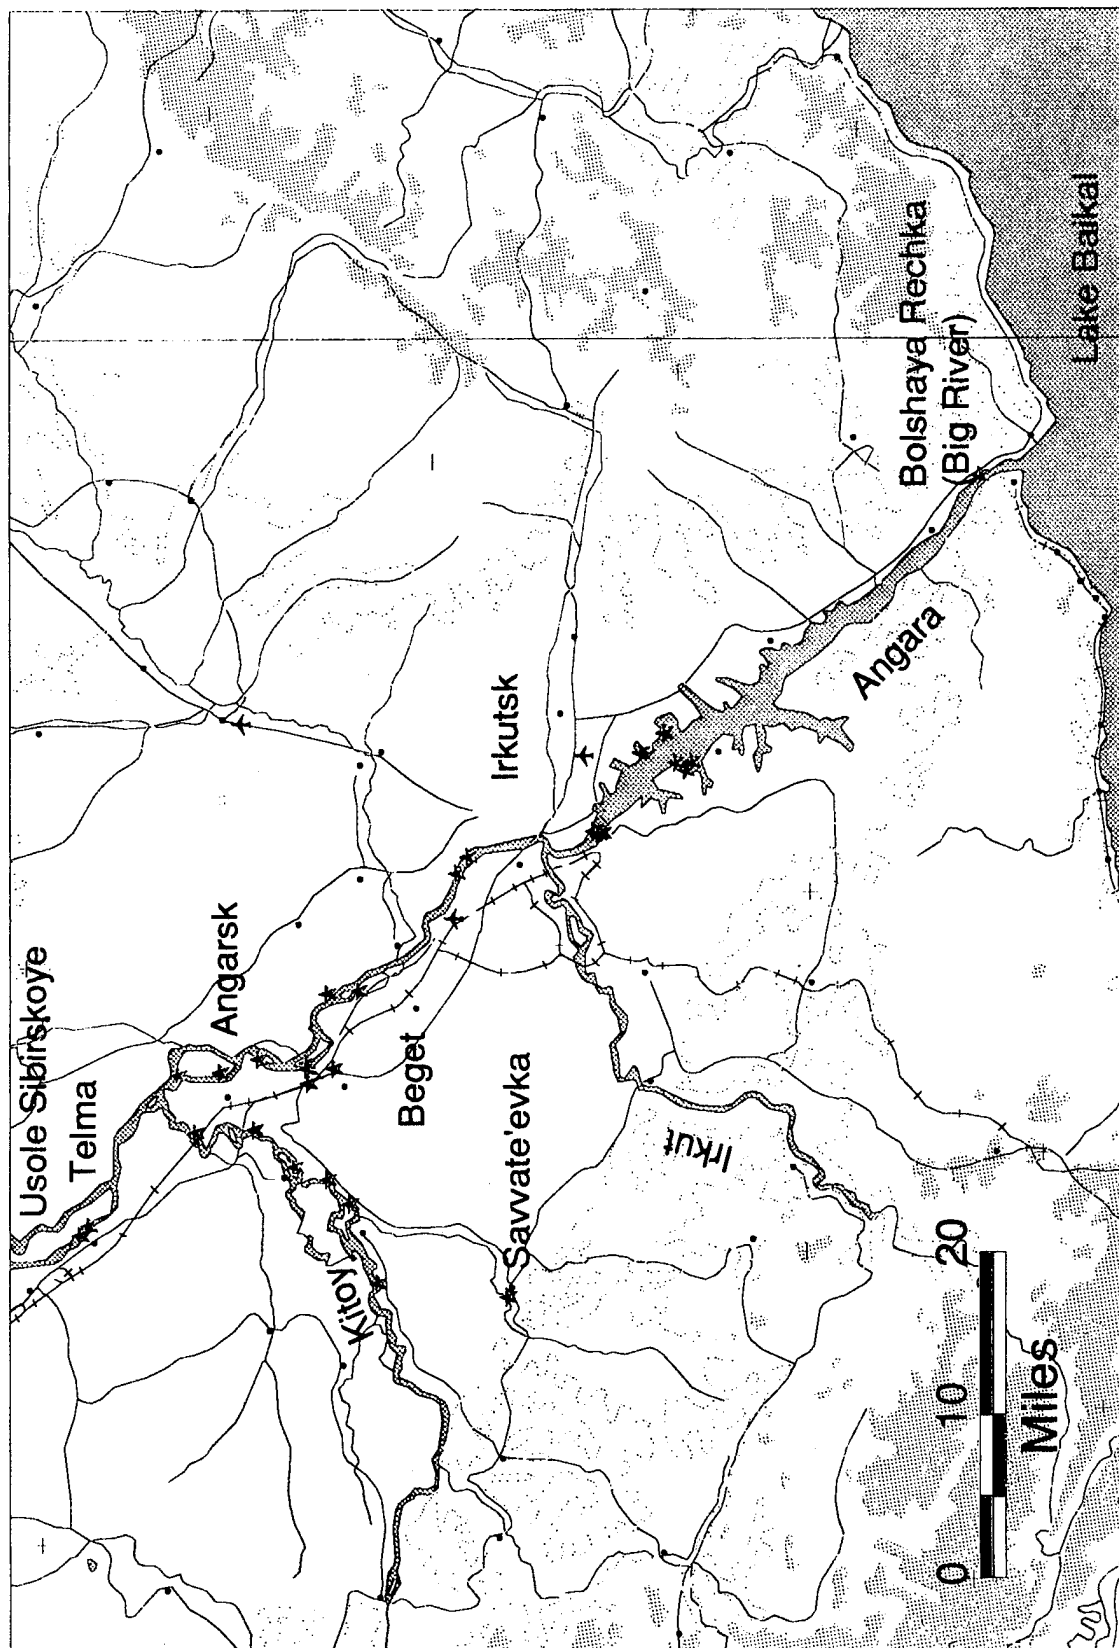 Usole Sibirskoye
Telma
Angarsk
Irkutsk
Beget
Kitoy
Savvate'evka
Irkut
Angara
Bolshaya Rechka
(Big River)
Lake Baikal
0 10 20
Miles